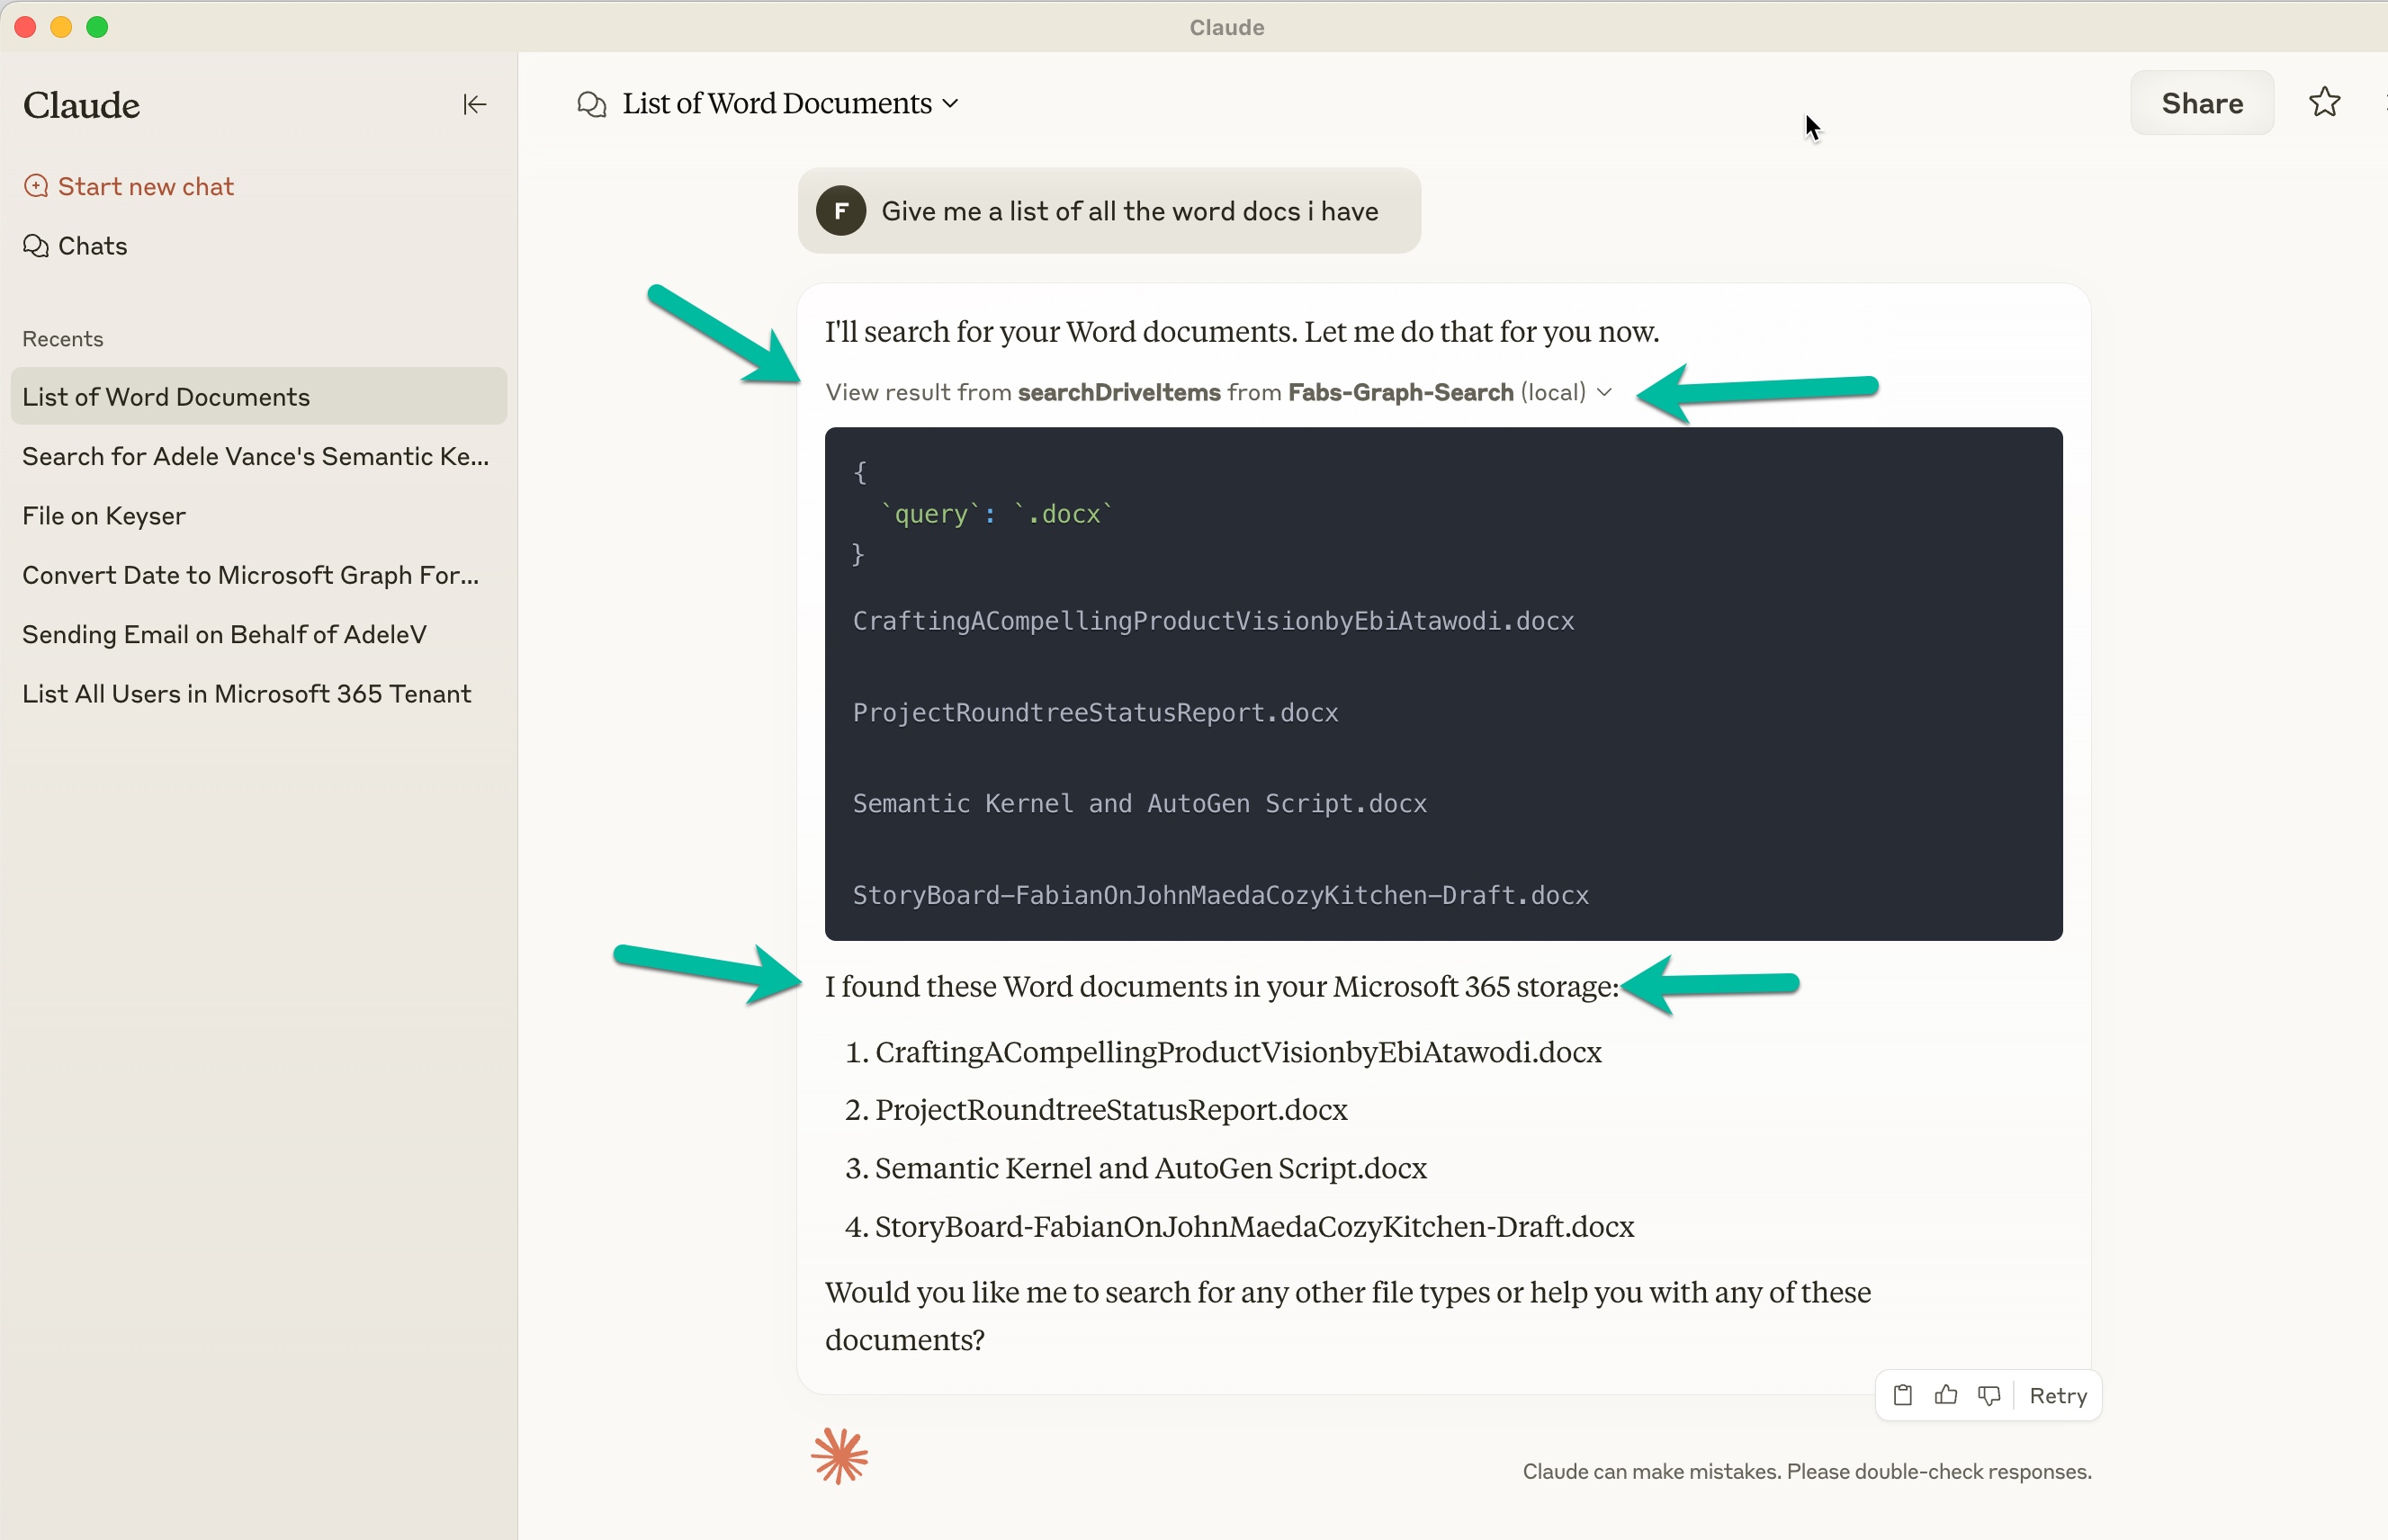 Claude
Claude
Start new chat
Chats
Recents
List of Word Documents
Search for Adele Vance's Semantic Ke...
File on Keyser
Convert Date to Microsoft Graph For...
Sending Email on Behalf of AdeleV
List All Users in Microsoft 365 Tenant
List of Word Documents
Share
F
Give me a list of all the word docs i have
I'll search for your Word documents. Let me do that for you now.
View result from searchDriveItems from Fabs-Graph-Search (local)
{
`query`: `.docx`
}
CraftingACompellingProductVisionbyEbiAtawodi.docx
ProjectRoundtreeStatusReport.docx
Semantic Kernel and AutoGen Script.docx
StoryBoard-FabianOnJohnMaedaCozyKitchen-Draft.docx
I found these Word documents in your Microsoft 365 storage:
1. CraftingACompellingProductVisionbyEbiAtawodi.docx
2. ProjectRoundtreeStatusReport.docx
3. Semantic Kernel and AutoGen Script.docx
4. StoryBoard-FabianOnJohnMaedaCozyKitchen-Draft.docx
Would you like me to search for any other file types or help you with any of these
documents?
Retry
Claude can make mistakes. Please double-check responses.